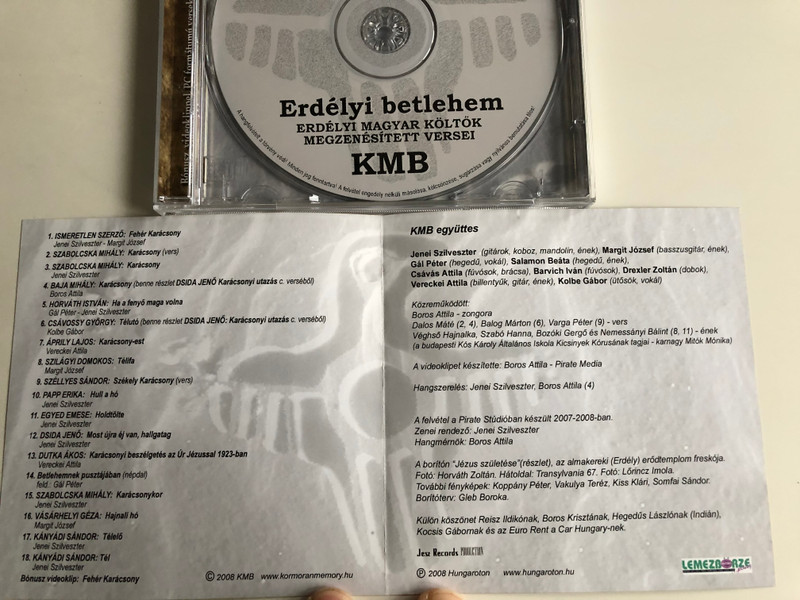 Bónusz videoklippel, PC formátumú versek
Erdélyi betlehem
ERDÉLYI MAGYAR KÖLTŐK
MEGZENÉSÍTETT VERSEI
KMB
1. ISMERETLEN SZERZŐ: Fehér Karácsony
Jenei Szilveszter - Margit József
2. SZABOLCSKA MIHÁLY: Karácsony (vers)
3. SZABOLCSKA MIHÁLY: Karácsony
Jenei Szilveszter
4. BAJA MIHÁLY: Karácsony (benne részlet DSIDA JENŐ Karácsonyi utazás c. verséből)
Boros Attila
5. HORVÁTH ISTVÁN: Ha a fenyő maga volna
Gál Péter - Jenei Szilveszter
6. CSÁVOSSY GYÖRGY: Télutó (benne részlet DSIDA JENŐ: Karácsonyi utazás c. verséből)
Kolbe Gábor
7. ÁPRILY LAJOS: Karácsony-est
Vereckei Attila
8. SZILÁGYI DOMOKOS: Télifa
Margit József
9. SZÉLLYES SÁNDOR: Székely Karácsony (vers)
10. PAPP ERIKA: Hull a hó
Jenei Szilveszter
11. EGYED EMESE: Holdtölte
Jenei Szilveszter
12. DSIDA JENŐ: Most újra éj van, hallgatag
Jenei Szilveszter
13. DUTKA ÁKOS: Karácsonyi beszélgetés az Úr Jézussal 1923-ban
Vereckei Attila
14. Betlehemnek pusztájában (népdal)
feld.: Gál Péter
15. SZABOLCSKA MIHÁLY: Karácsonykor
Jenei Szilveszter
16. VÁSÁRHELYI GÉZA: Hajnali hó
Margit József
17. KÁNYÁDI SÁNDOR: Télelő
Jenei Szilveszter
18. KÁNYÁDI SÁNDOR: Tél
Jenei Szilveszter
Bónusz videoklip: Fehér Karácsony
© 2008 KMB www.kormoranmemory.hu
KMB együttes
Jenei Szilveszter (gitárok, koboz, mandolin, ének), Margit József (basszusgitár, ének),
Gál Péter (hegedű, vokál), Salamon Beáta (hegedű, ének),
Csávás Attila (fúvósok, brácsa), Barvich Iván (fúvósok), Drexler Zoltán (dobok),
Vereckei Attila (billentyűk, gitár, ének), Kolbe Gábor (ütősök, vokál)
Közreműködött:
Boros Attila - zongora
Dalos Máté (2, 4), Balog Márton (6), Varga Péter (9) - vers
Véghső Hajnalka, Szabó Hanna, Bozóki Gergő és Nemessányi Bálint (8, 11) - ének
(a budapesti Kós Károly Általános Iskola Kicsinyek Kórusának tagjai - karnagy Mitók Mónika)
A videoklipet készítette: Boros Attila - Pirate Media
Hangszerelés: Jenei Szilveszter, Boros Attila (4)
A felvétel a Pirate Stúdióban készült 2007-2008-ban.
Zenei rendező: Jenei Szilveszter
Hangmérnök: Boros Attila
A borítón "Jézus születése"(részlet), az almakereki (Erdély) erődtemplom freskója.
Fotó: Horváth Zoltán. Hátoldal: Transylvania 67. Fotó: Lőrincz Imola.
További fényképek: Koppány Péter, Vakulya Teréz, Kiss Klári, Somfai Sándor.
Borítóterv: Gleb Boroka.
Külön köszönet Reisz Ildikónak, Boros Krisztának, Hegedűs Lászlónak (Indián),
Kocsis Gábornak és az Euro Rent a Car Hungary-nek.
Jesz Records PRODUCTION
℗ 2008 Hungaroton www.hungaroton.hu
LEMEZBÖRZE